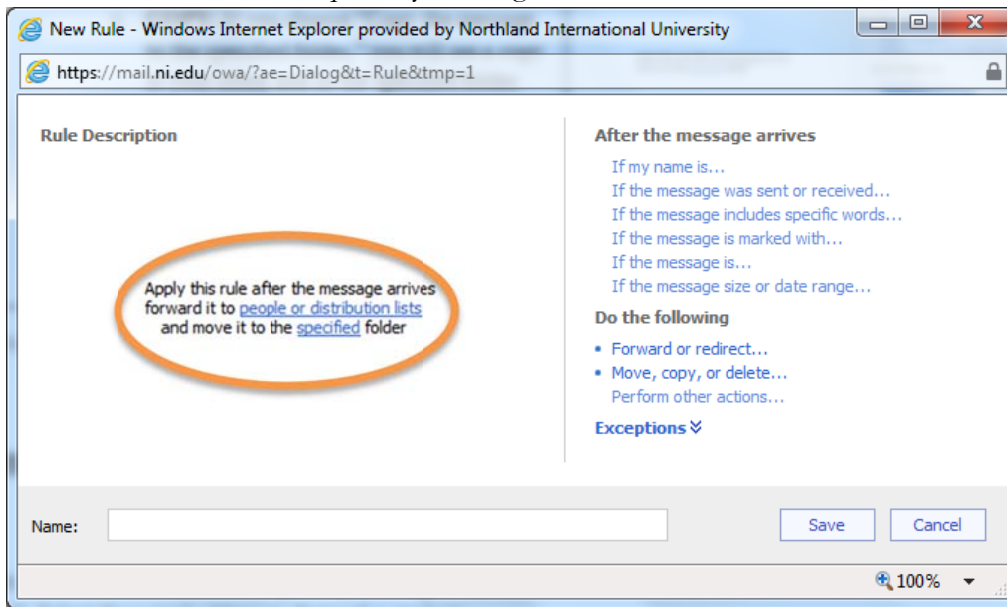 New Rule - Windows Internet Explorer provided by Northland International University
https://mail.ni.edu/owa/?ae=Dialog&t=Rule&tmp=1
Rule Description
Apply this rule after the message arrives
forward it to people or distribution lists
and move it to the specified folder
After the message arrives
If my name is...
If the message was sent or received...
If the message includes specific words...
If the message is marked with...
If the message is...
If the message size or date range...
Do the following
• Forward or redirect...
• Move, copy, or delete...
Perform other actions...
Exceptions
Name:
Save
Cancel
100%